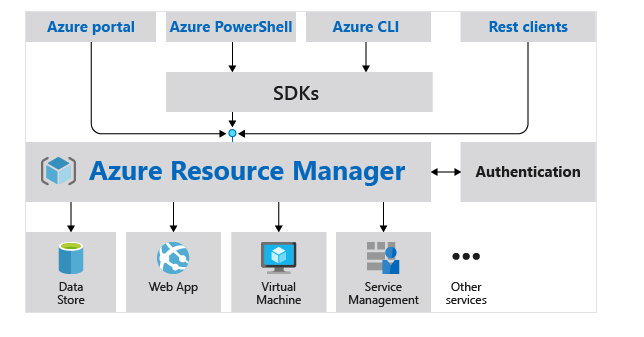 Azure portal
Azure PowerShell
Azure CLI
Rest clients
SDKs
Azure Resource Manager
Authentication
Data
Store
Web App
Virtual
Machine
Service
Management
Other
services